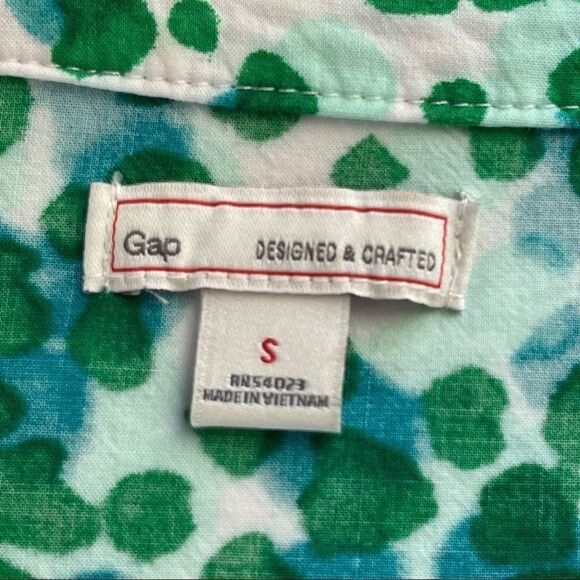 Gap DESIGNED & CRAFTED
S
RN54023
MADE IN VIETNAM